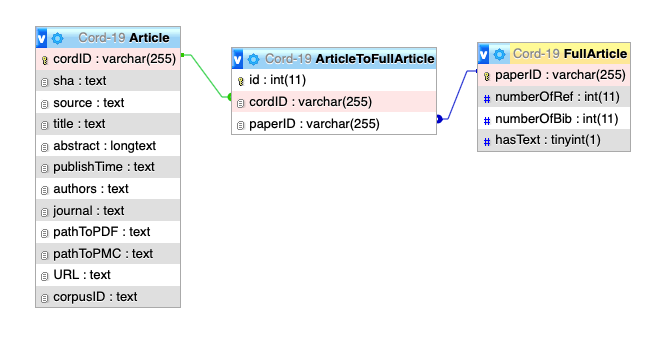 v Cord-19 Article
cordID : varchar(255)
sha : text
source : text
title : text
abstract : longtext
publishTime : text
authors : text
journal : text
pathToPDF : text
pathToPMC : text
URL : text
corpusID : text
v Cord-19 ArticleToFullArticle
id : int(11)
cordID : varchar(255)
paperID : varchar(255)
v Cord-19 FullArticle
paperID : varchar(255)
# numberOfRef : int(11)
# numberOfBib : int(11)
# hasText : tinyint(1)